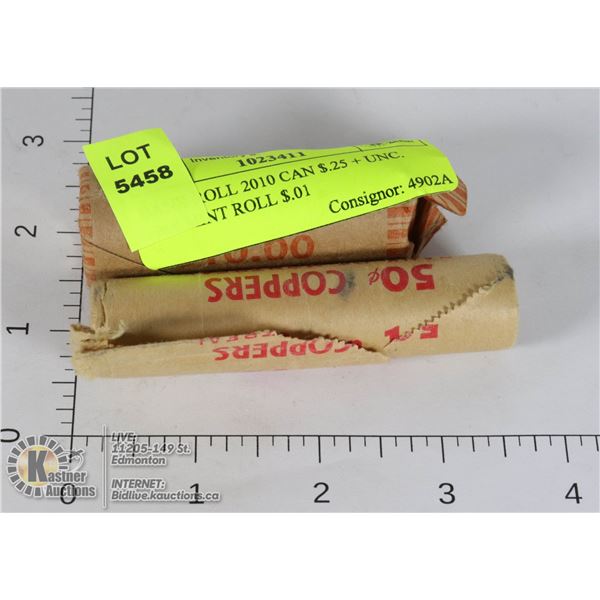 LOT
5458
1023411
ROLL 2010 CAN $.25 + UNC.
ROLL $.01
Consignor: 4902A
50¢ COPPERS
COPPERS
3
2
1
0
0 1 2 3 4
Kastner
Auctions
LIVE:
11205-149 St.
Edmonton
INTERNET:
Bidlive.kauctions.ca